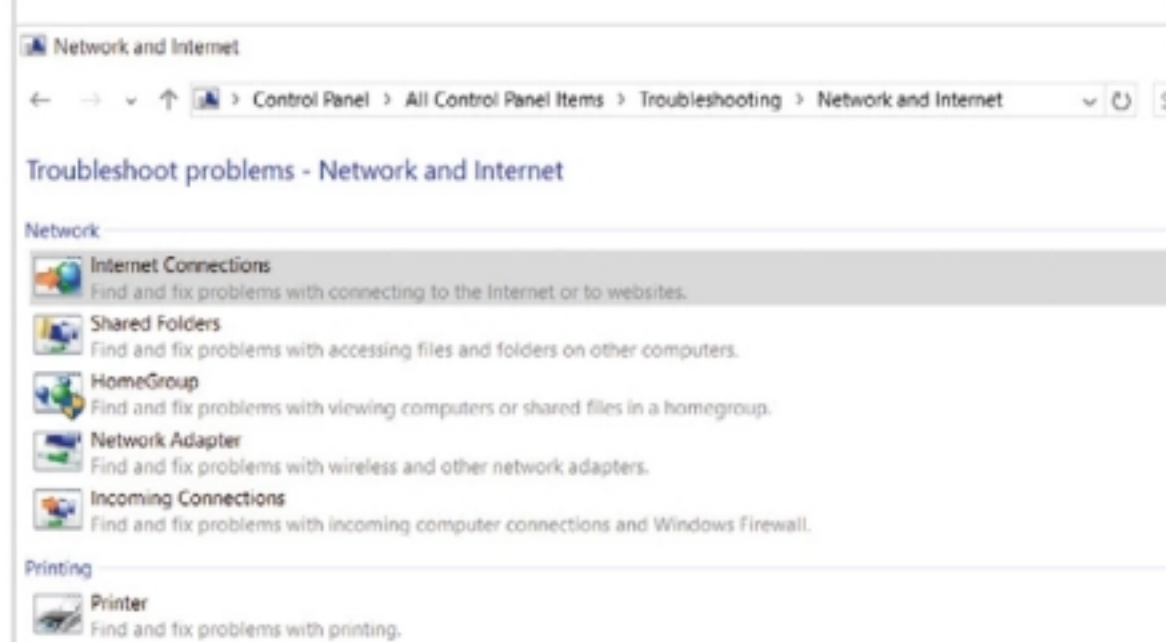 Network and Internet
Control Panel > All Control Panel Items > Troubleshooting > Network and Internet
Troubleshoot problems - Network and Internet
Network
Internet Connections
Find and fix problems with connecting to the Internet or to websites.
Shared Folders
Find and fix problems with accessing files and folders on other computers.
HomeGroup
Find and fix problems with viewing computers or shared files in a homegroup.
Network Adapter
Find and fix problems with wireless and other network adapters.
Incoming Connections
Find and fix problems with incoming computer connections and Windows Firewall.
Printing
Printer
Find and fix problems with printing.